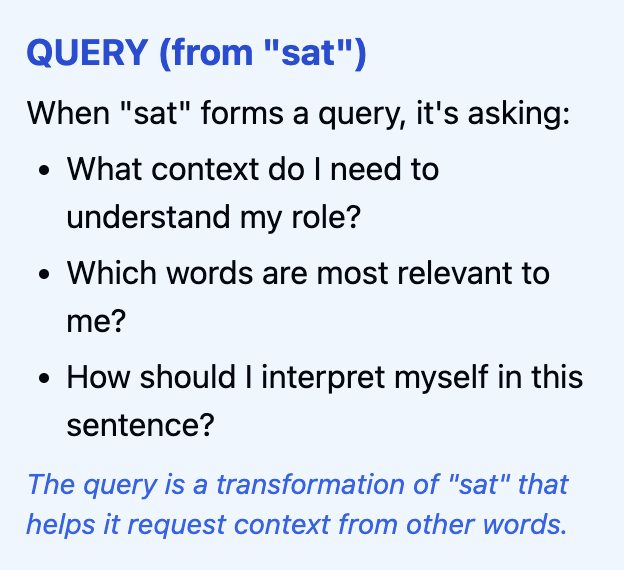 QUERY (from "sat")
When "sat" forms a query, it's asking:
• What context do I need to
understand my role?
• Which words are most relevant to
me?
• How should I interpret myself in this
sentence?
The query is a transformation of "sat" that
helps it request context from other words.